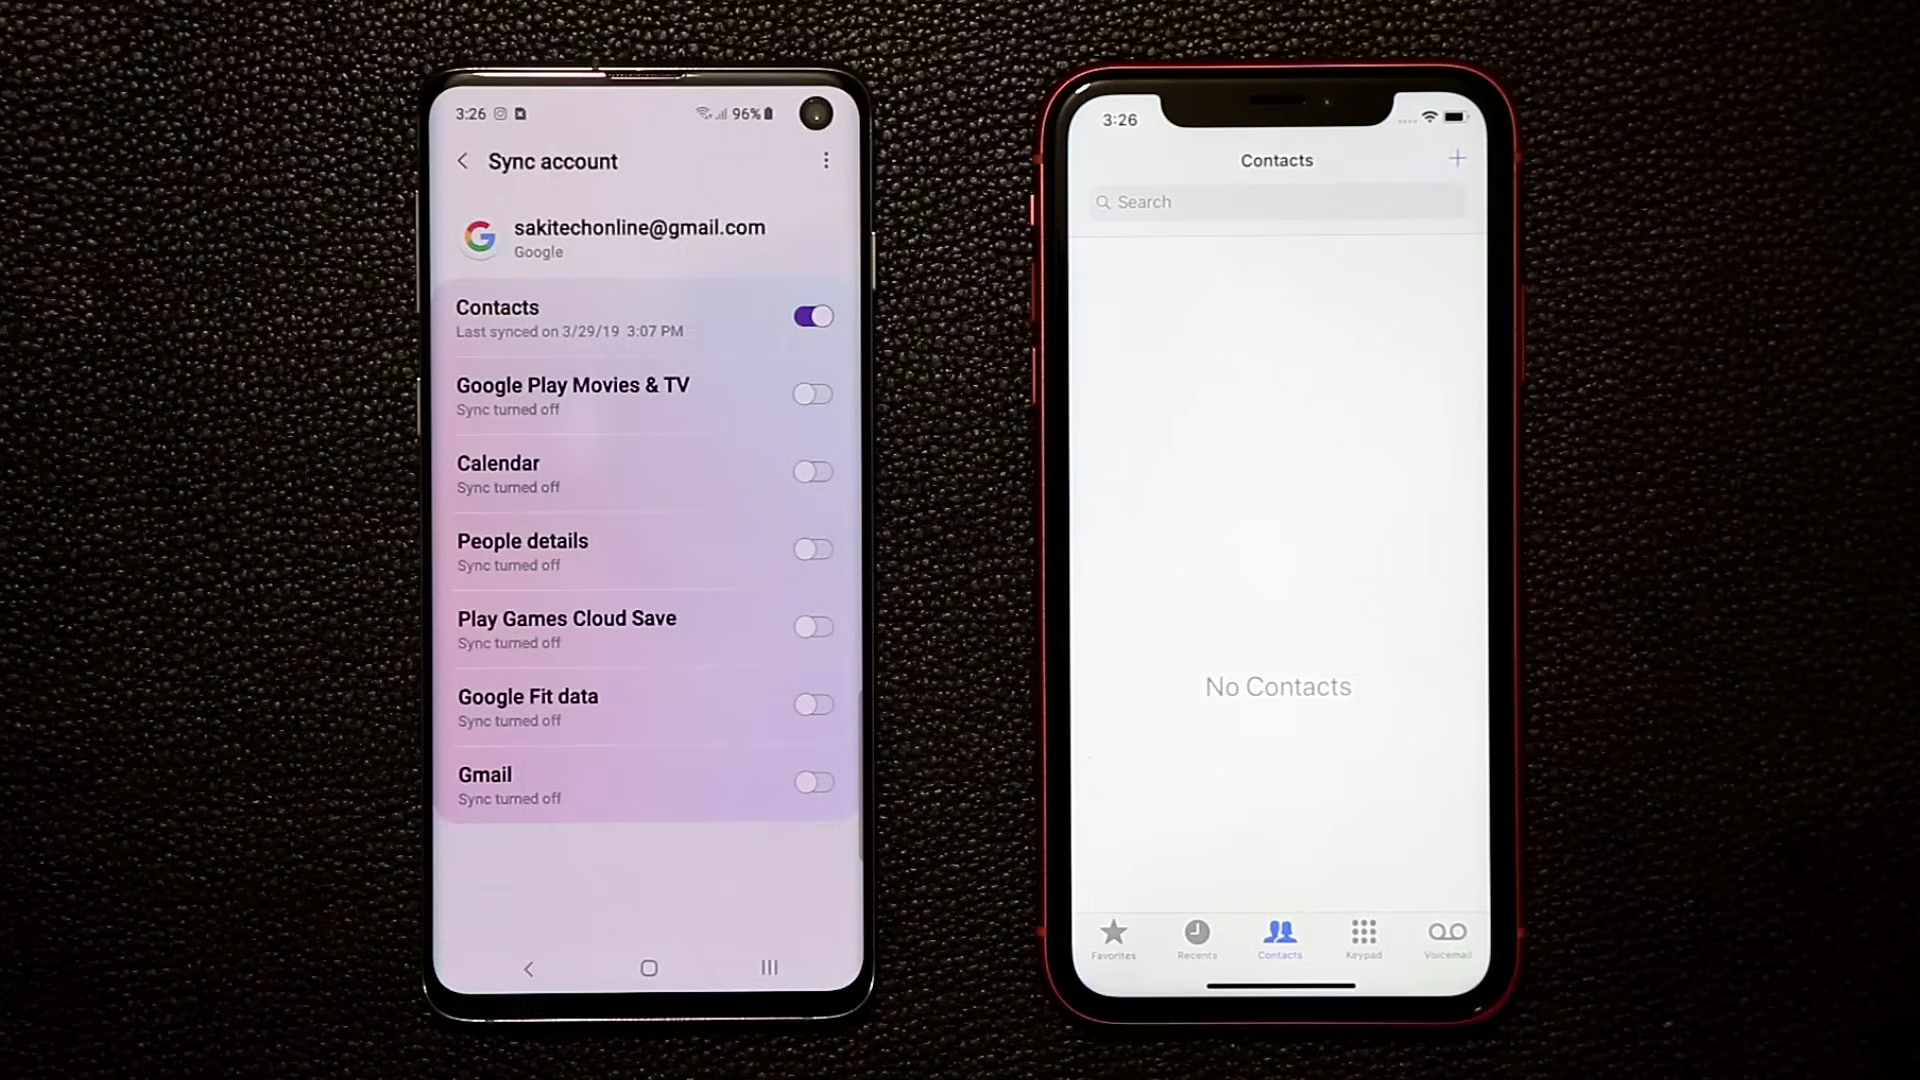 3:26
96%
Sync account
sakitechonline@gmail.com
Google
Contacts
Last synced on 3/29/19 3:07 PM
Google Play Movies & TV
Sync turned off
Calendar
Sync turned off
People details
Sync turned off
Play Games Cloud Save
Sync turned off
Google Fit data
Sync turned off
Gmail
Sync turned off
3:26
Contacts
Search
No Contacts
Favorites
Recents
Contacts
Keypad
Voicemail